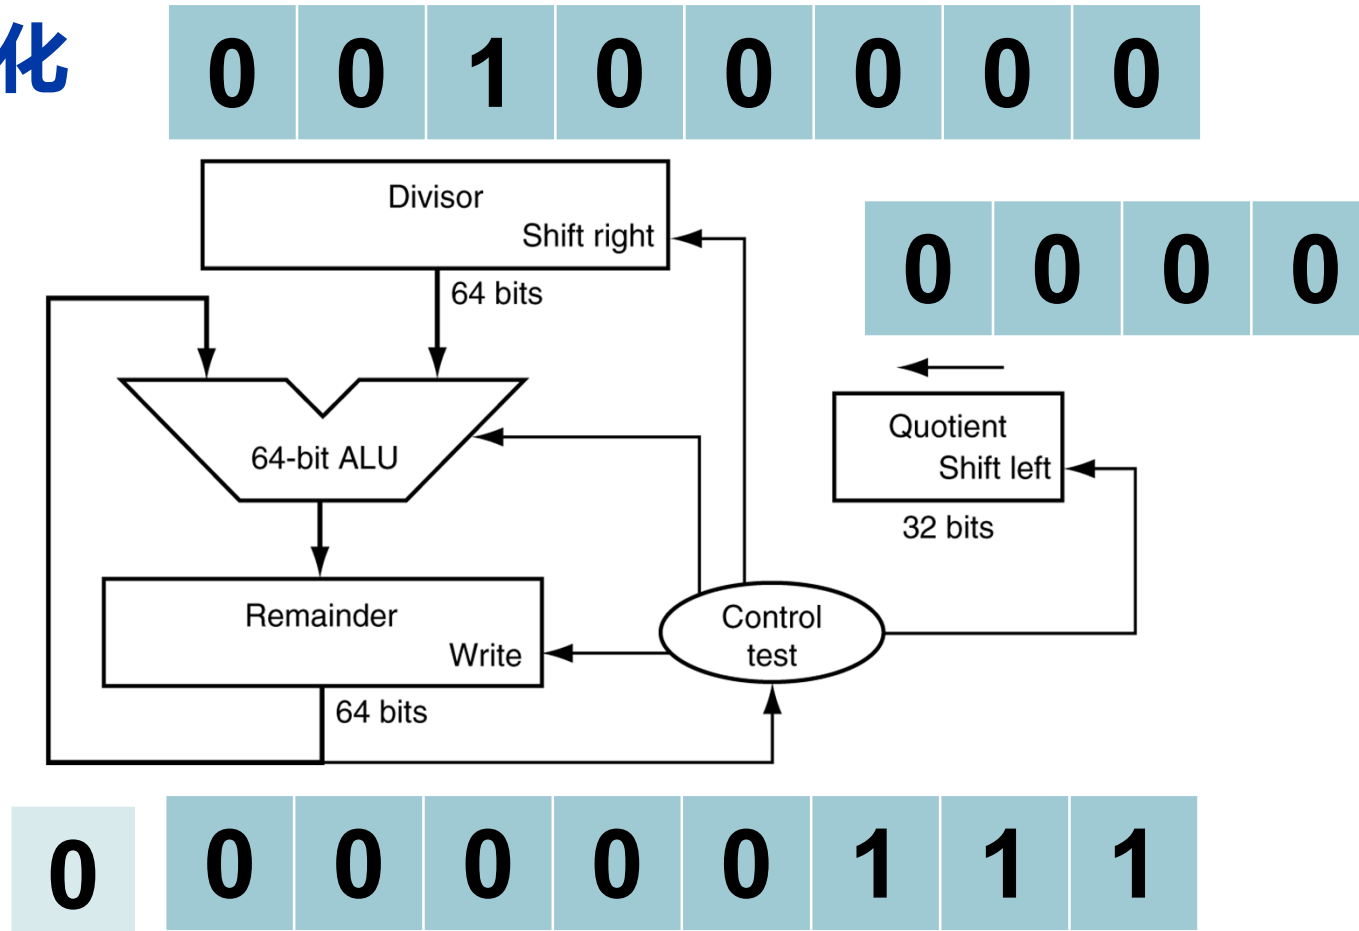 化
0 0 1 0 0 0 0 0
Divisor
Shift right
64 bits
0 0 0 0
64-bit ALU
Quotient
Shift left
32 bits
Remainder
Write
Control
test
64 bits
0 0 0 0 0 0 1 1 1